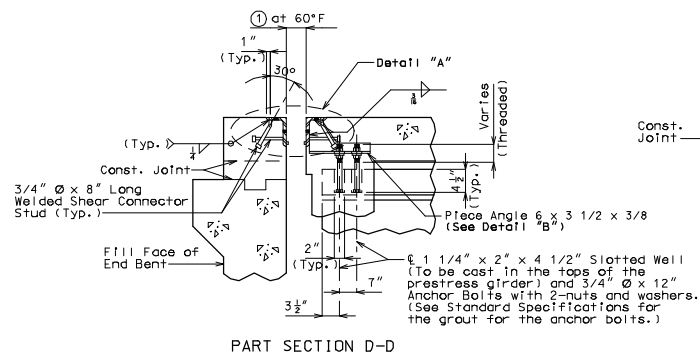 ① at 60°F
1"
(Typ.)
30°
Detail "A"
3/16
Varies
(Threaded)
Const.
Joint
(Typ.)
1/4
Const. Joint
4 1/2"
(Typ.)
3/4" Ø x 8" Long
Welded Shear Connector
Stud (Typ.)
Piece Angle 6 x 3 1/2 x 3/8
(See Detail "B")
Fill Face of
End Bent
2"
(Typ.)
7"
3 1/2"
℄ 1 1/4" x 2" x 4 1/2" Slotted Well
(To be cast in the tops of the
prestress girder) and 3/4" Ø x 12"
Anchor Bolts with 2-nuts and washers.
(See Standard Specifications for
the grout for the anchor bolts.)
PART SECTION D-D